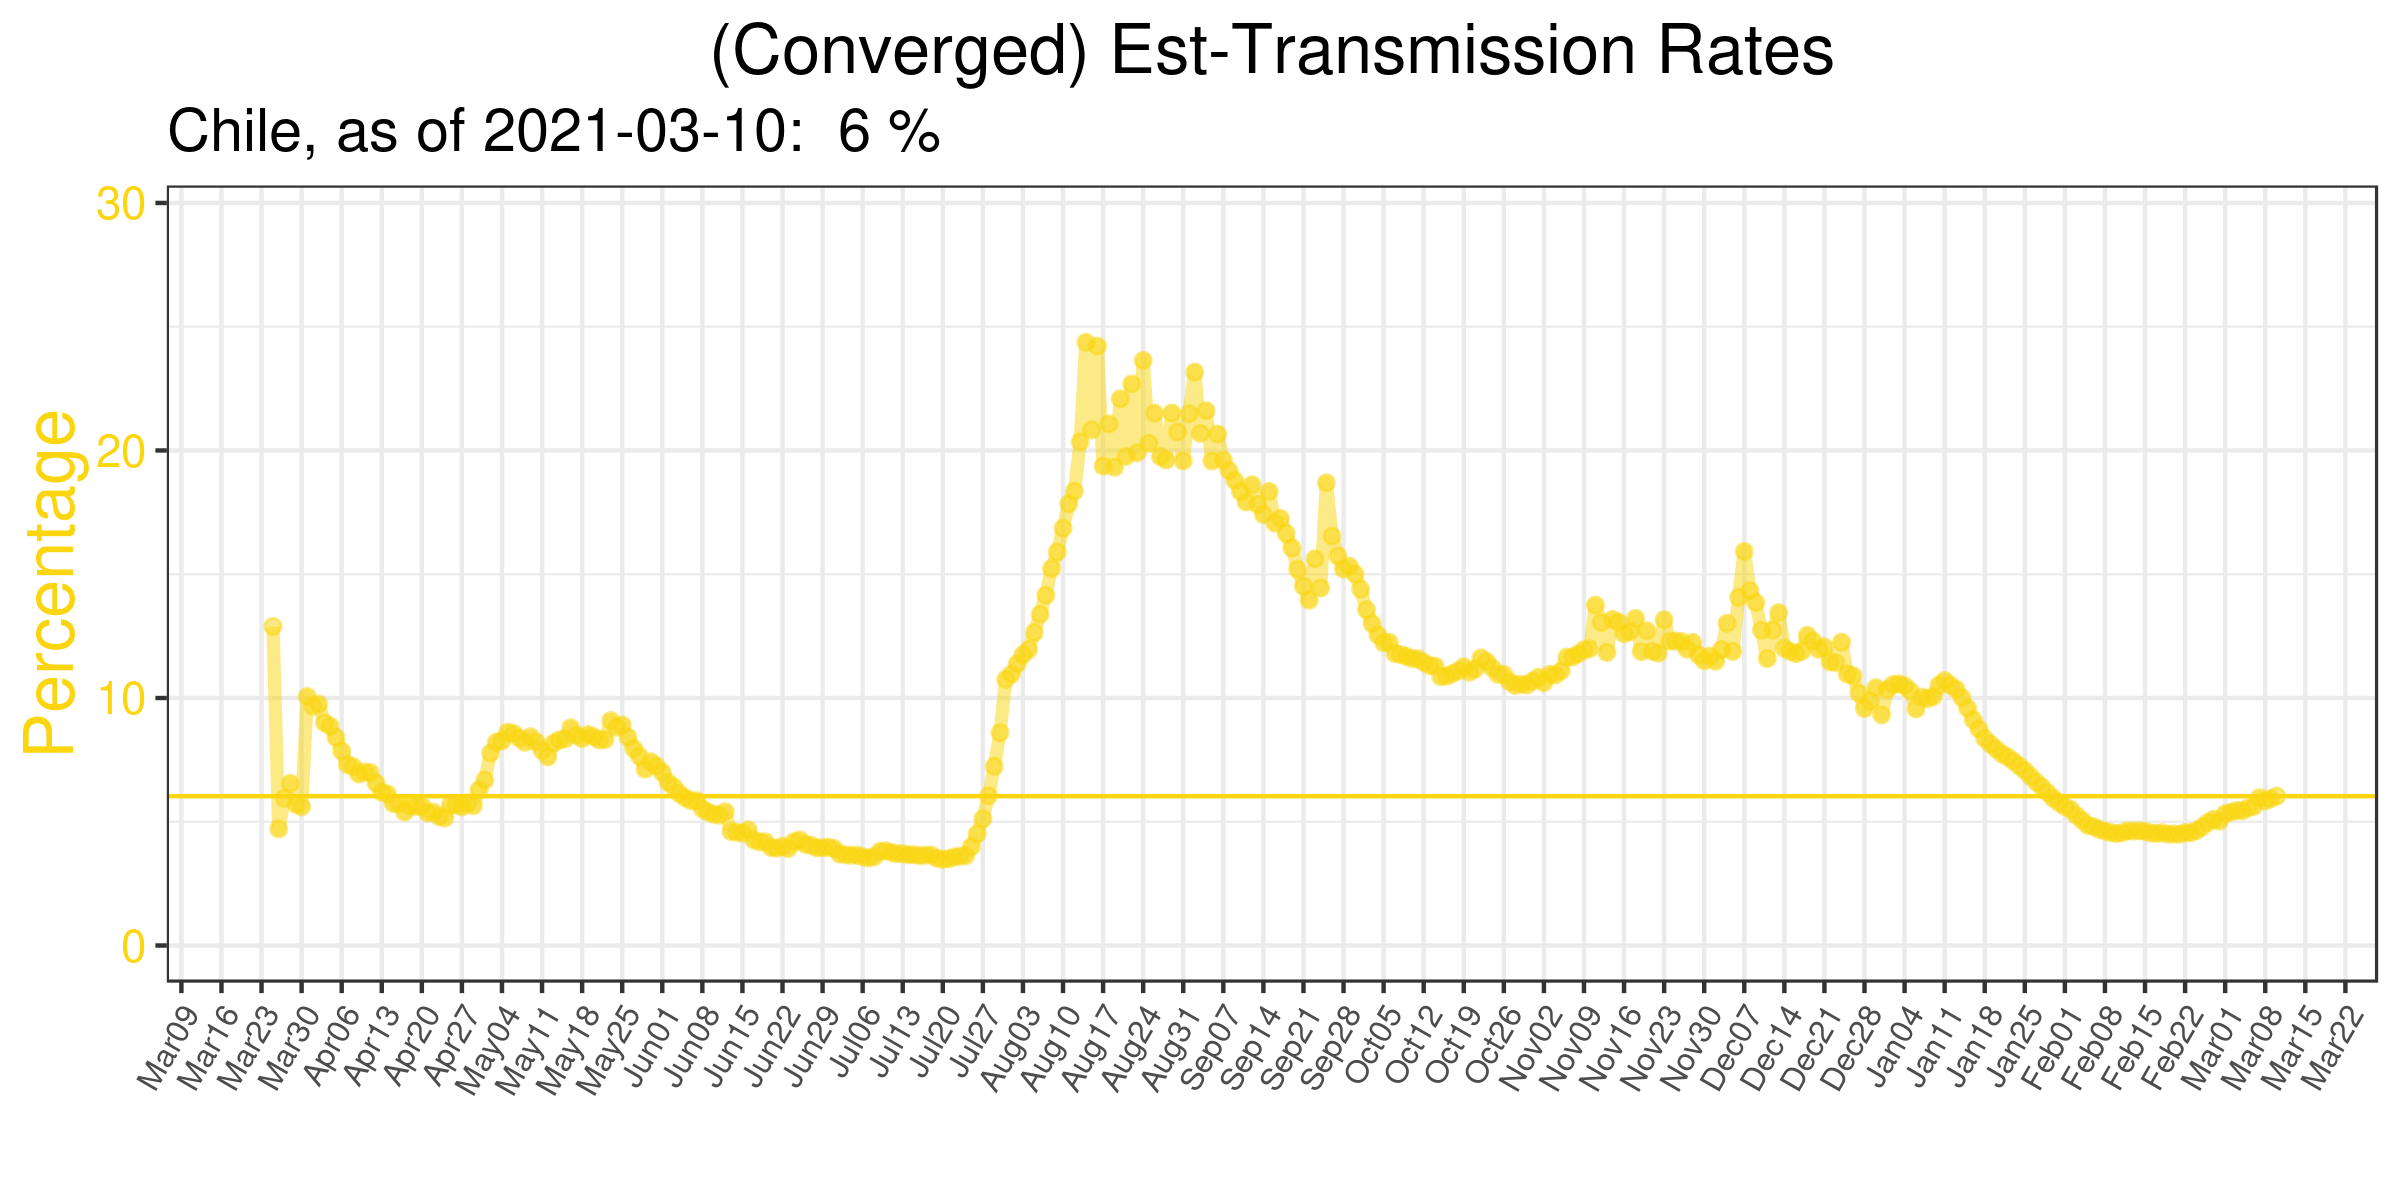 (Converged) Est-Transmission Rates
Chile, as of 2021-03-10:  6 %
Percentage
30
20
10
0
Mar09
Mar16
Mar23
Mar30
Apr06
Apr13
Apr20
Apr27
May04
May11
May18
May25
Jun01
Jun08
Jun15
Jun22
Jun29
Jul06
Jul13
Jul20
Jul27
Aug03
Aug10
Aug17
Aug24
Aug31
Sep07
Sep14
Sep21
Sep28
Oct05
Oct12
Oct19
Oct26
Nov02
Nov09
Nov16
Nov23
Nov30
Dec07
Dec14
Dec21
Dec28
Jan04
Jan11
Jan18
Jan25
Feb01
Feb08
Feb15
Feb22
Mar01
Mar08
Mar15
Mar22